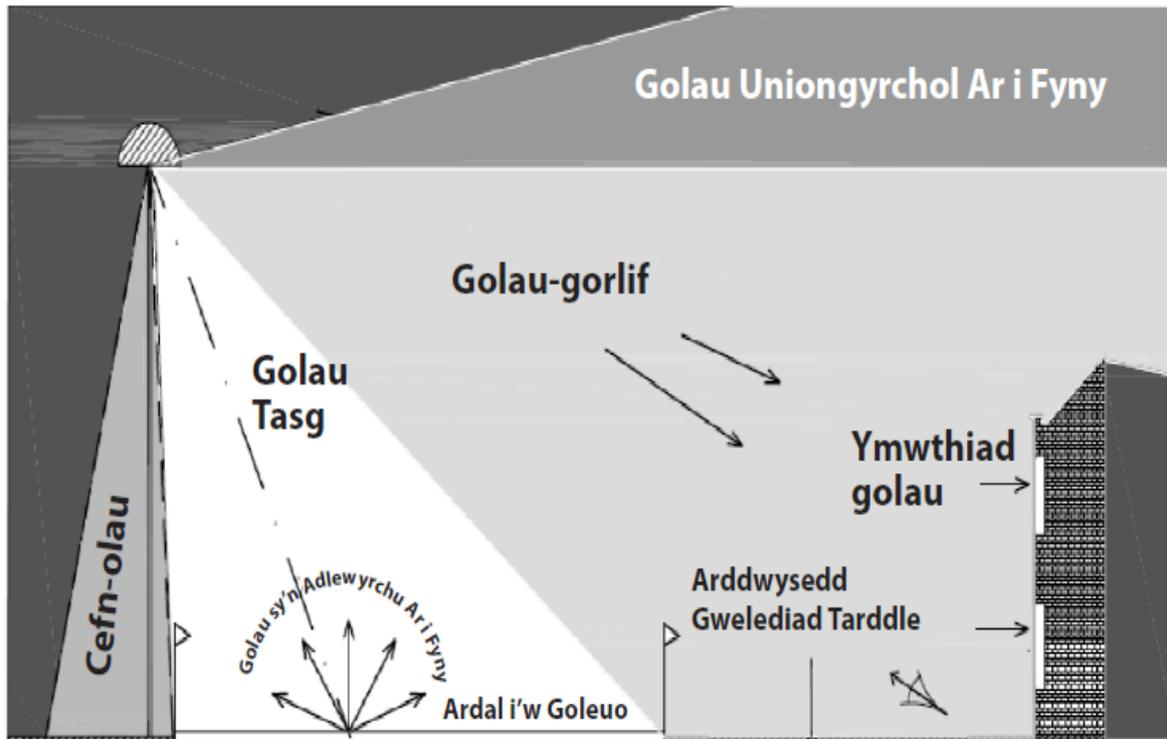 Golau Uniongyrchol Ar i Fyny
Golau-gorlif
Golau
Tasg
Ymwthiad
golau
Cefn-olau
Golau sy'n Adlewyrchu Ar i Fyny
Arddwysedd
Gwelediad Tarddle
Ardal i'w Goleuo